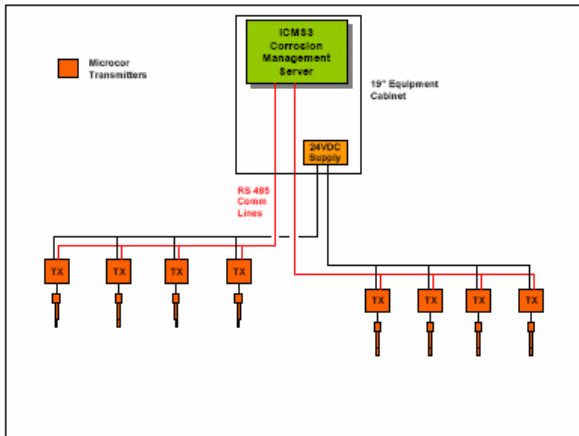 ICMS3
Corrosion
Management
Server
Microcor
Transmitters
19" Equipment
Cabinet
24VDC
Supply
RS 485
Comm
Lines
TX
TX
TX
TX
TX
TX
TX
TX